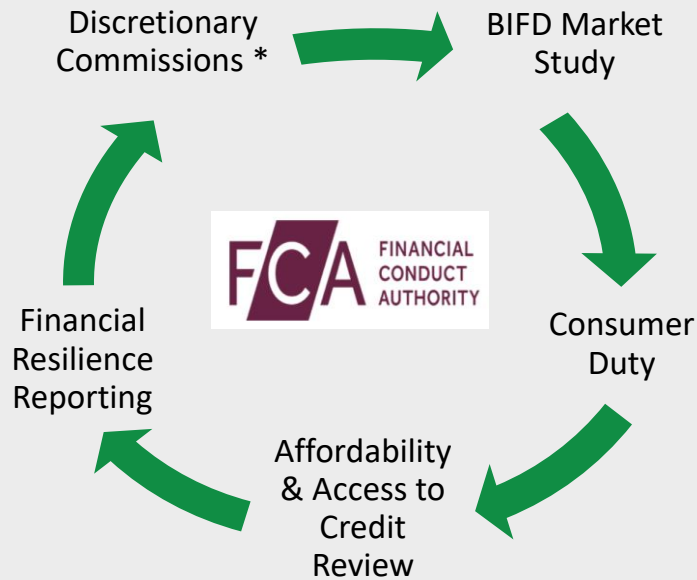 Discretionary
Commissions *
BIFD Market
Study
FCA
FINANCIAL
CONDUCT
AUTHORITY
Financial
Resilience
Reporting
Consumer
Duty
Affordability
& Access to
Credit
Review